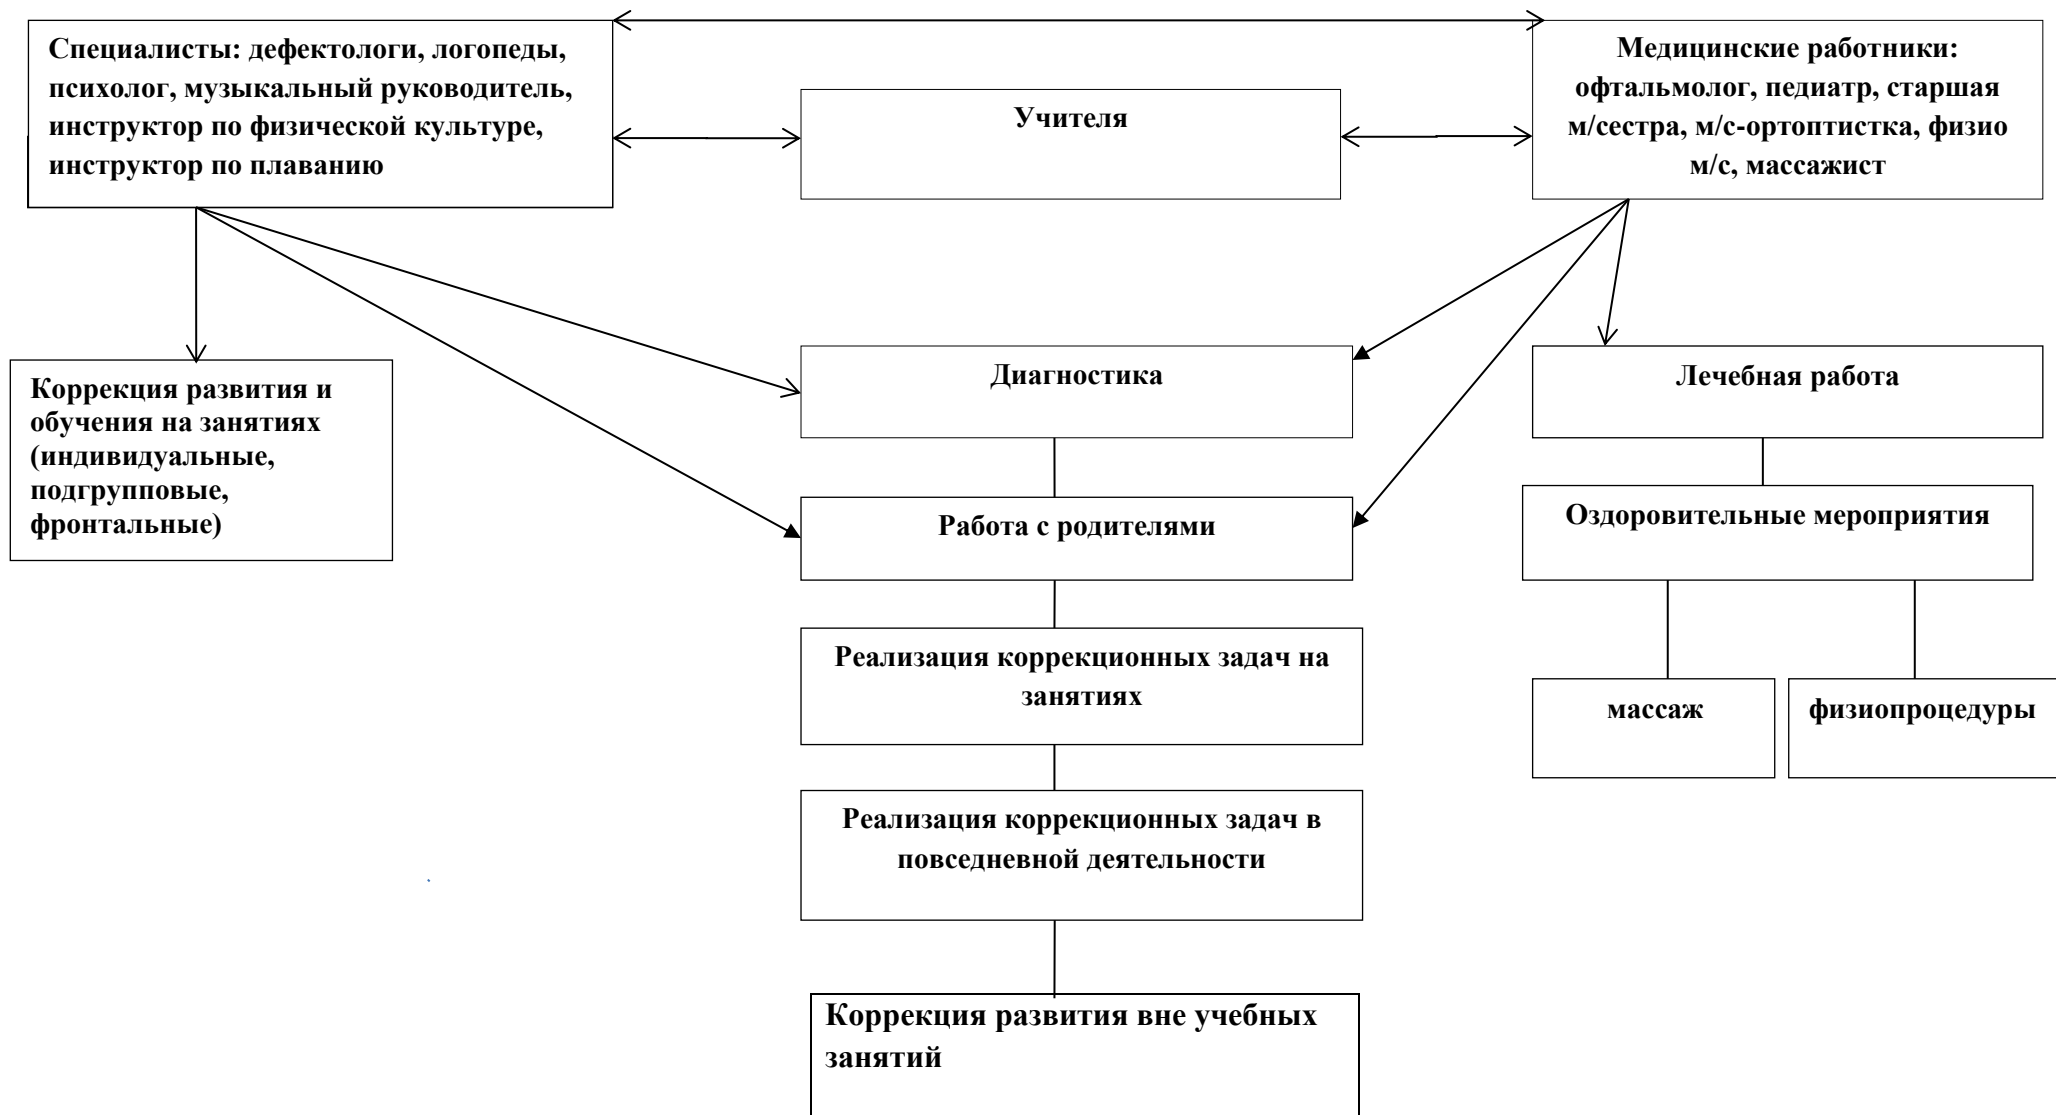 Специалисты: дефектологи, логопеды,
психолог, музыкальный руководитель,
инструктор по физической культуре,
инструктор по плаванию
Учителя
Медицинские работники:
офтальмолог, педиатр, старшая
м/сестра, м/с-ортоптистка, физио
м/с, массажист
Коррекция развития и
обучения на занятиях
(индивидуальные,
подгрупповые,
фронтальные)
Диагностика
Лечебная работа
Работа с родителями
Оздоровительные мероприятия
Реализация коррекционных задач на
занятиях
массаж
физиопроцедуры
Реализация коррекционных задач в
повседневной деятельности
Коррекция развития вне учебных
занятий